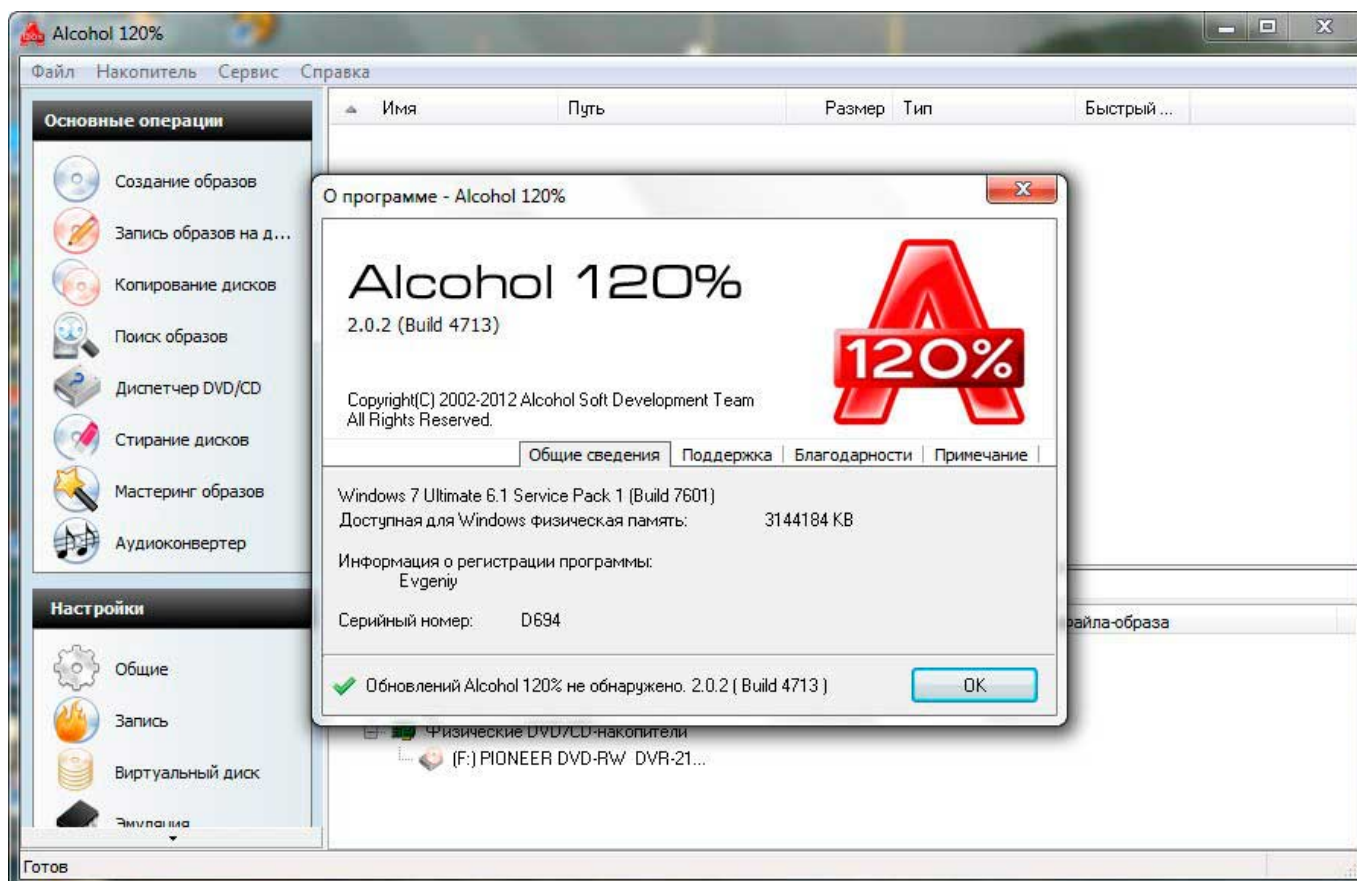 Alcohol 120%
Файл Накопитель Сервис Справка
Основные операции
Создание образов
Запись образов на д...
Копирование дисков
Поиск образов
Диспетчер DVD/CD
Стирание дисков
Мастеринг образов
Аудиоконвертер
Настройки
Общие
Запись
Виртуальный диск
Эмуляция
Имя Путь Размер Тип Быстрый ...
О программе - Alcohol 120%
Alcohol 120%
2.0.2 (Build 4713)
120%
Copyright(C) 2002-2012 Alcohol Soft Development Team
All Rights Reserved.
Общие сведения Поддержка Благодарности Примечание
Windows 7 Ultimate 6.1 Service Pack 1 (Build 7601)
Доступная для Windows физическая память: 3144184 KB
Информация о регистрации программы:
Evgeniy
Серийный номер: D694
Обновлений Alcohol 120% не обнаружено. 2.0.2 ( Build 4713 )
OK
файла-образа
Физические DVD/CD-накопители
(F:) PIONEER DVD-RW DVR-21...
Готов